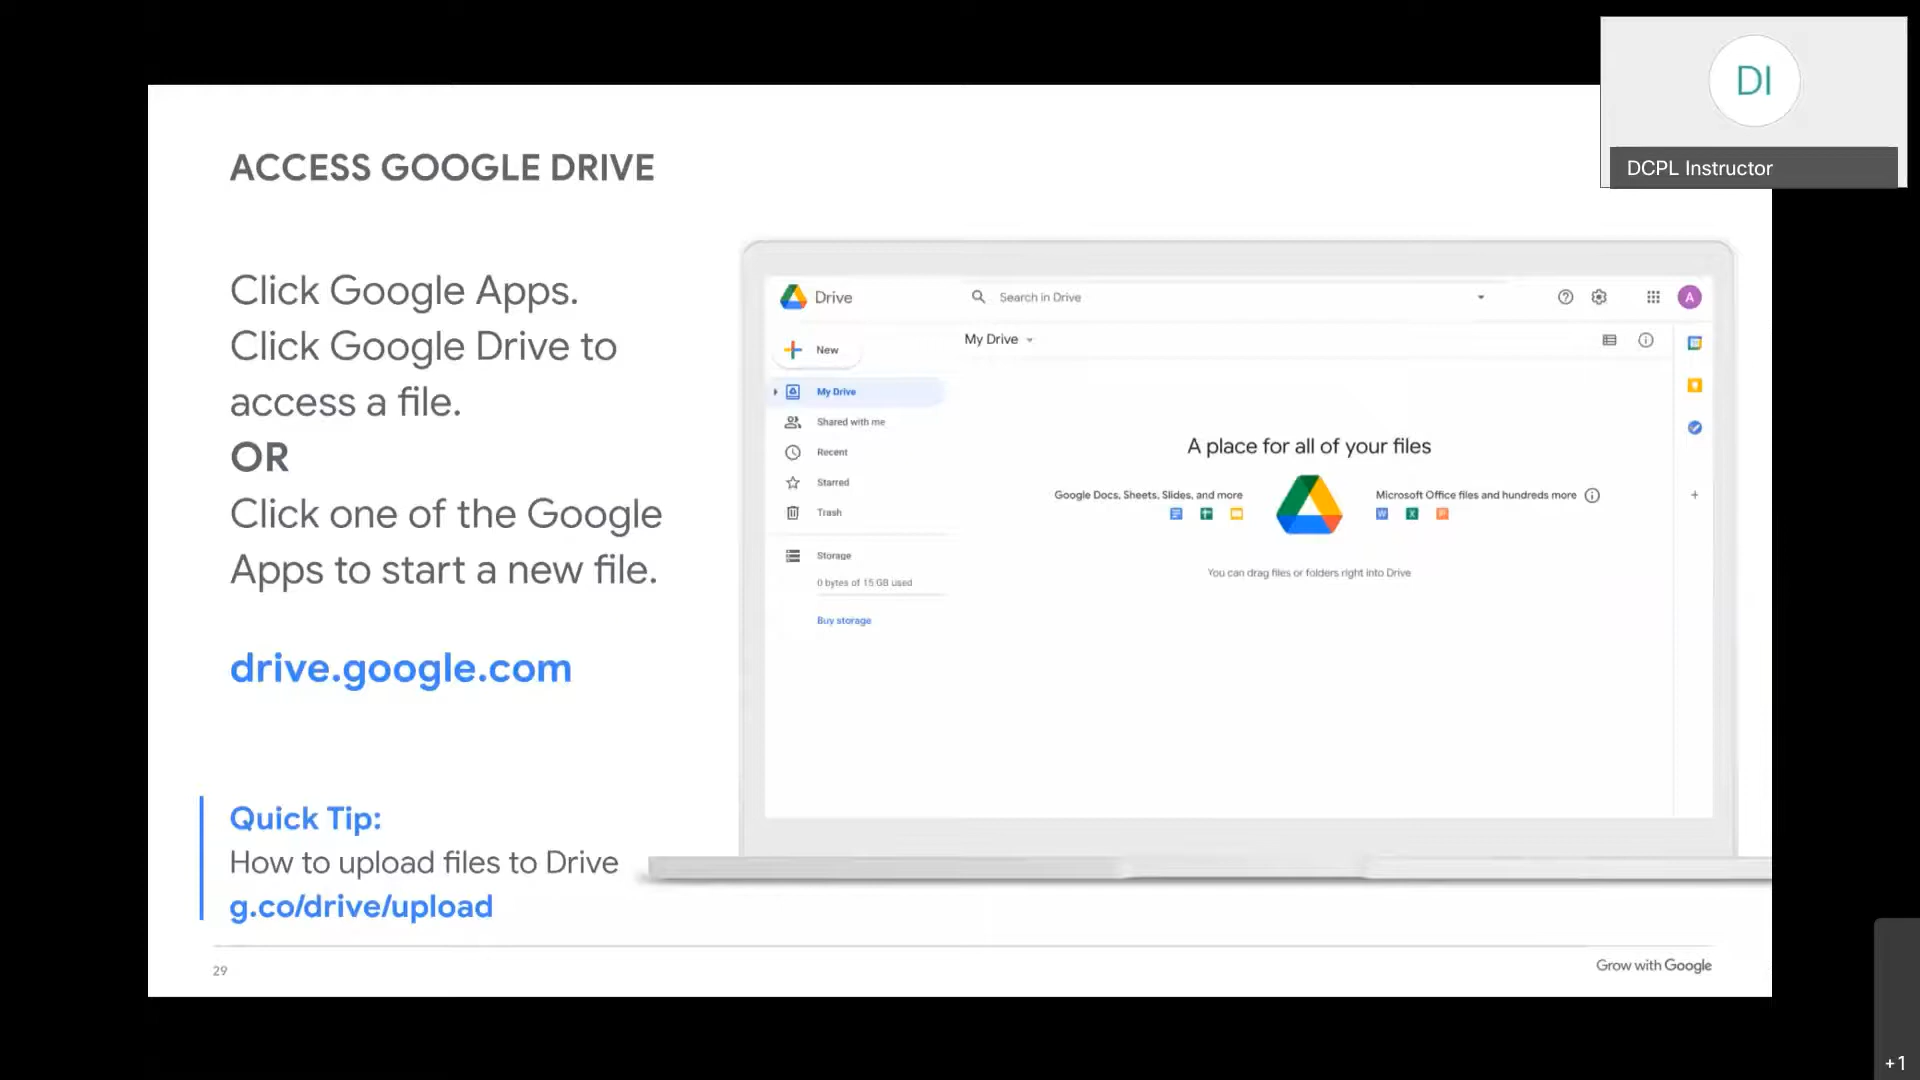 DI
DCPL Instructor
ACCESS GOOGLE DRIVE
Click Google Apps.
Click Google Drive to
access a file.
OR
Click one of the Google
Apps to start a new file.
drive.google.com
Quick Tip:
How to upload files to Drive
g.co/drive/upload
Drive
Search in Drive
A
New
My Drive
My Drive
Shared with me
Recent
Starred
Trash
Storage
0 bytes of 15 GB used
Buy storage
A place for all of your files
Google Docs, Sheets, Slides, and more
Microsoft Office files and hundreds more
You can drag files or folders right into Drive
29
Grow with Google
+1